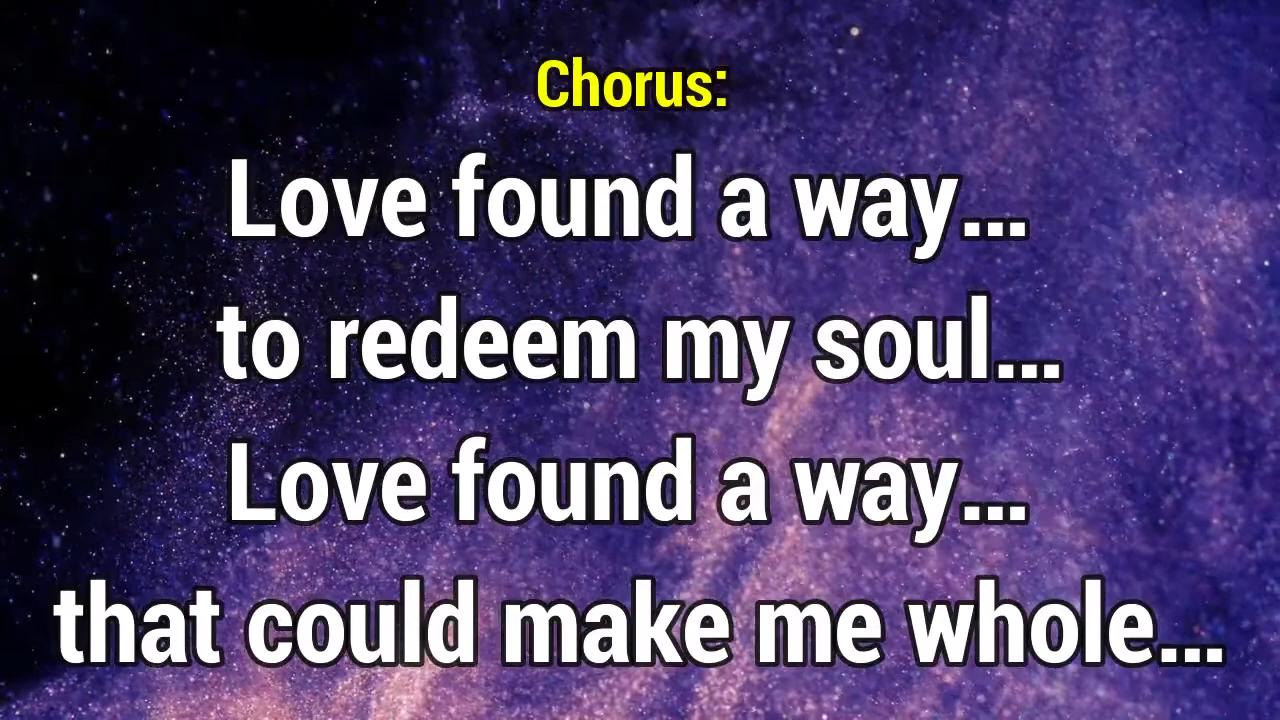 Chorus:
Love found a way...
to redeem my soul...
Love found a way...
that could make me whole...